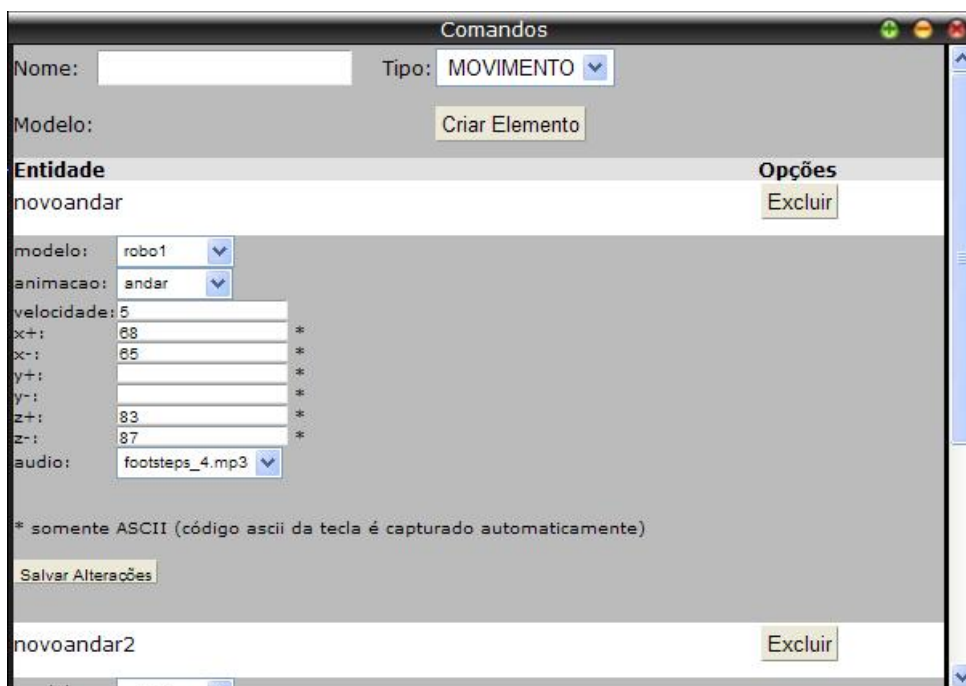 Comandos
Nome: Tipo: MOVIMENTO
Modelo: Criar Elemento
Entidade Opções
novoandar Excluir
modelo: robo1
animacao: andar
velocidade: 5
x+: 68 *
x-: 65 *
y+: *
y-: *
z+: 83 *
z-: 87 *
audio: footsteps_4.mp3
* somente ASCII (código ascii da tecla é capturado automaticamente)
Salvar Alterações
novoandar2 Excluir